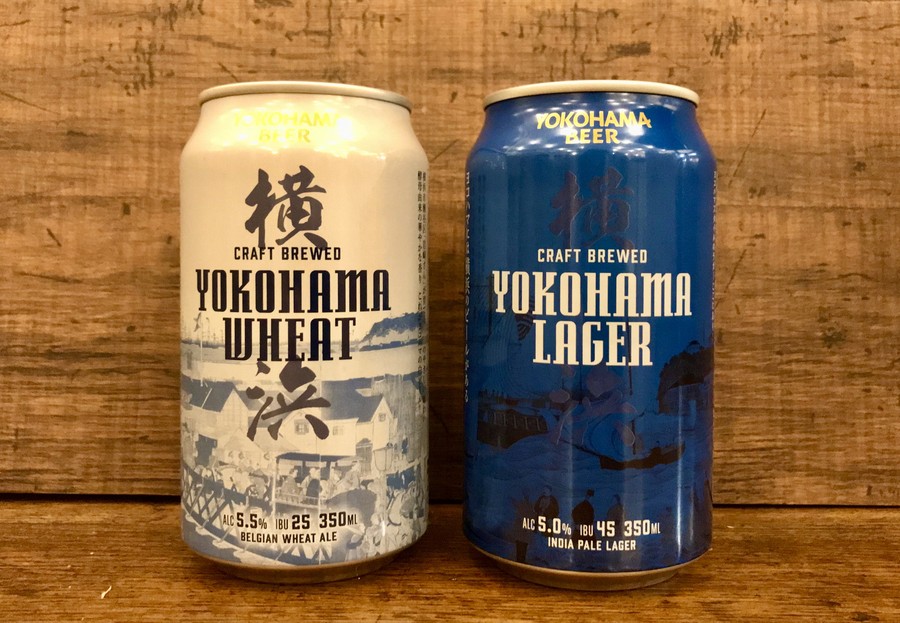 YOKOHAMA
BEER
横
CRAFT BREWED
YOKOHAMA
WHEAT
浜
ALC 5.5% IBU 25 350ML
BELGIAN WHEAT ALE
YOKOHAMA
BEER
横
CRAFT BREWED
YOKOHAMA
LAGER
浜
ALC 5.0% IBU 45 350ML
INDIA PALE LAGER